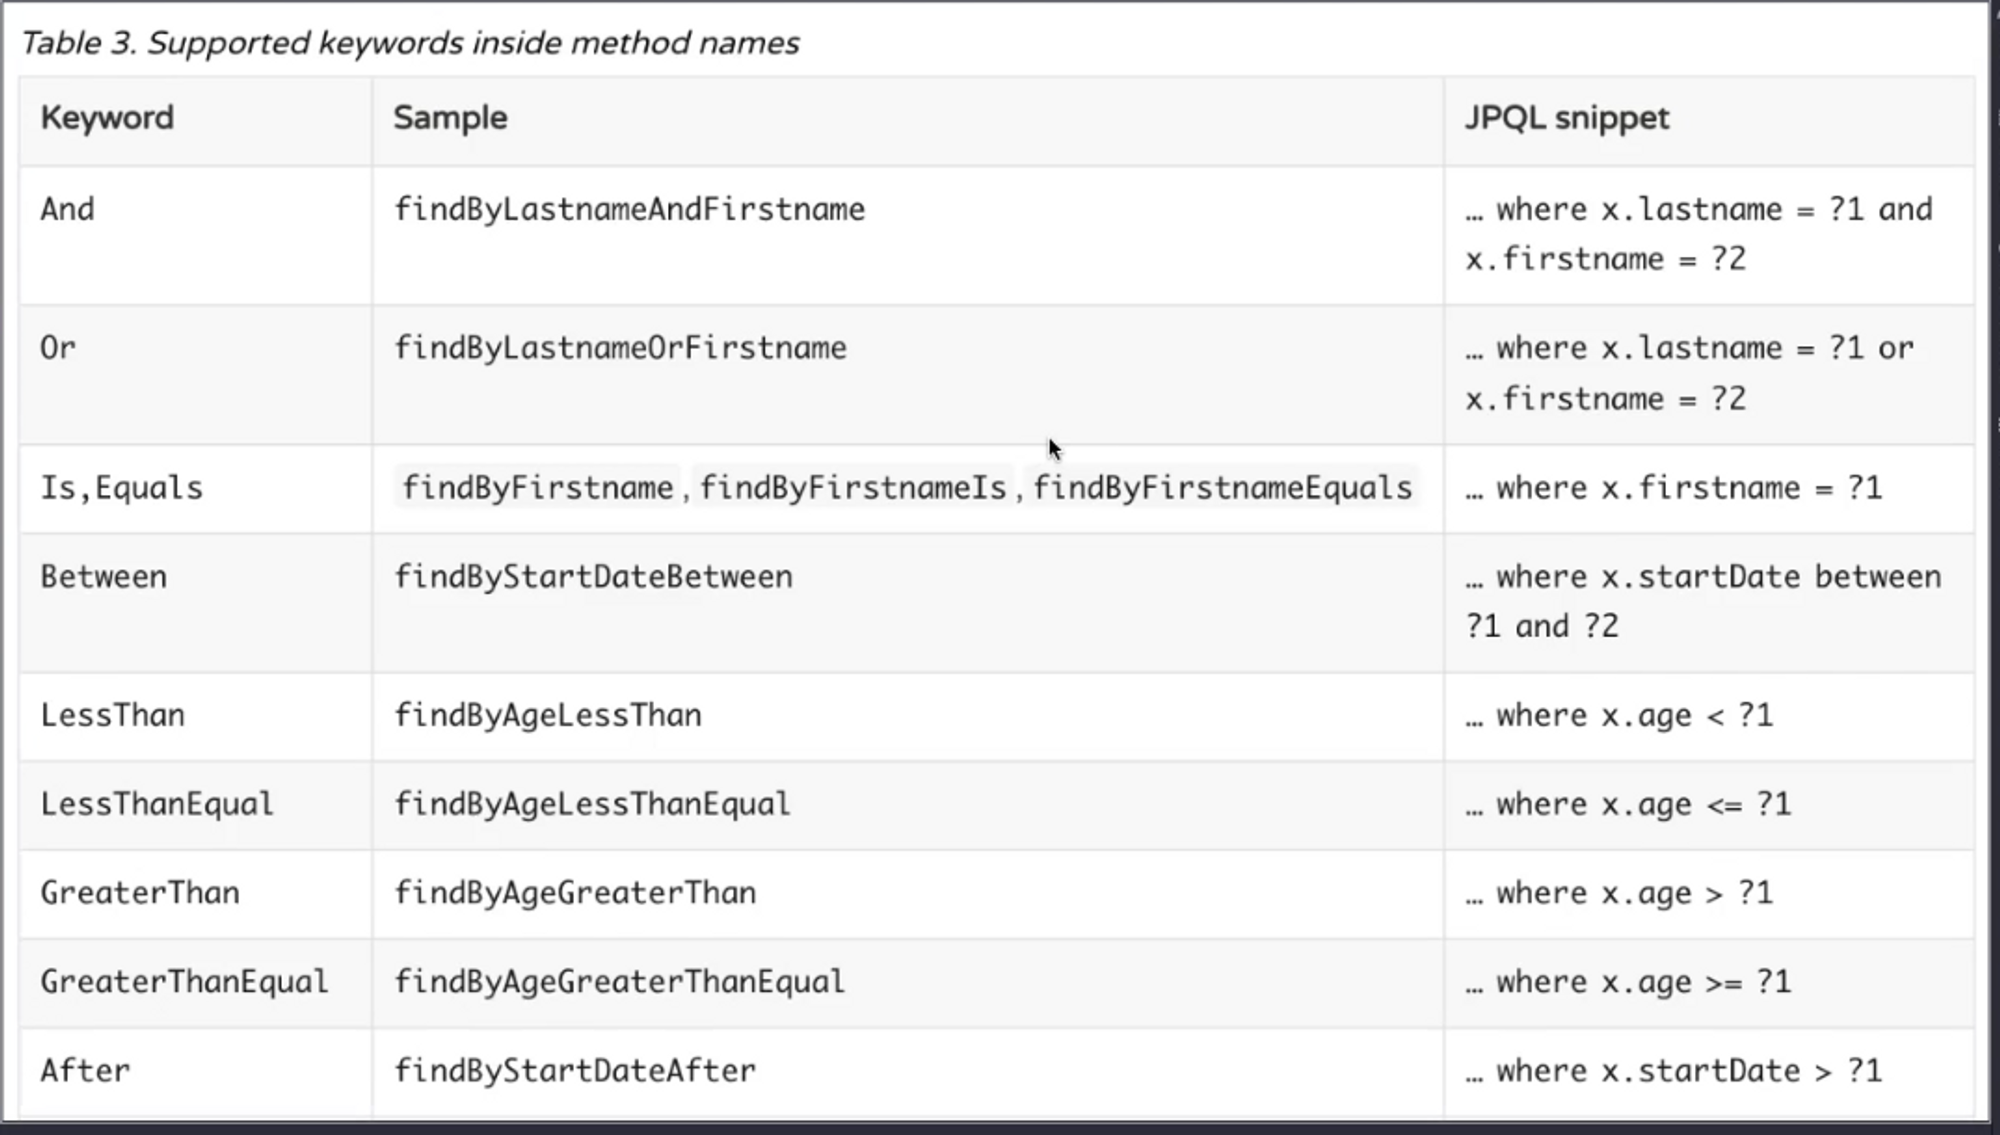 Table 3. Supported keywords inside method names
Keyword Sample JPQL snippet
And findByLastnameAndFirstname … where x.lastname = ?1 and
x.firstname = ?2
Or findByLastnameOrFirstname … where x.lastname = ?1 or
x.firstname = ?2
Is,Equals findByFirstname,findByFirstnameIs,findByFirstnameEquals … where x.firstname = ?1
Between findByStartDateBetween … where x.startDate between
?1 and ?2
LessThan findByAgeLessThan … where x.age < ?1
LessThanEqual findByAgeLessThanEqual … where x.age <= ?1
GreaterThan findByAgeGreaterThan … where x.age > ?1
GreaterThanEqual findByAgeGreaterThanEqual … where x.age >= ?1
After findByStartDateAfter … where x.startDate > ?1